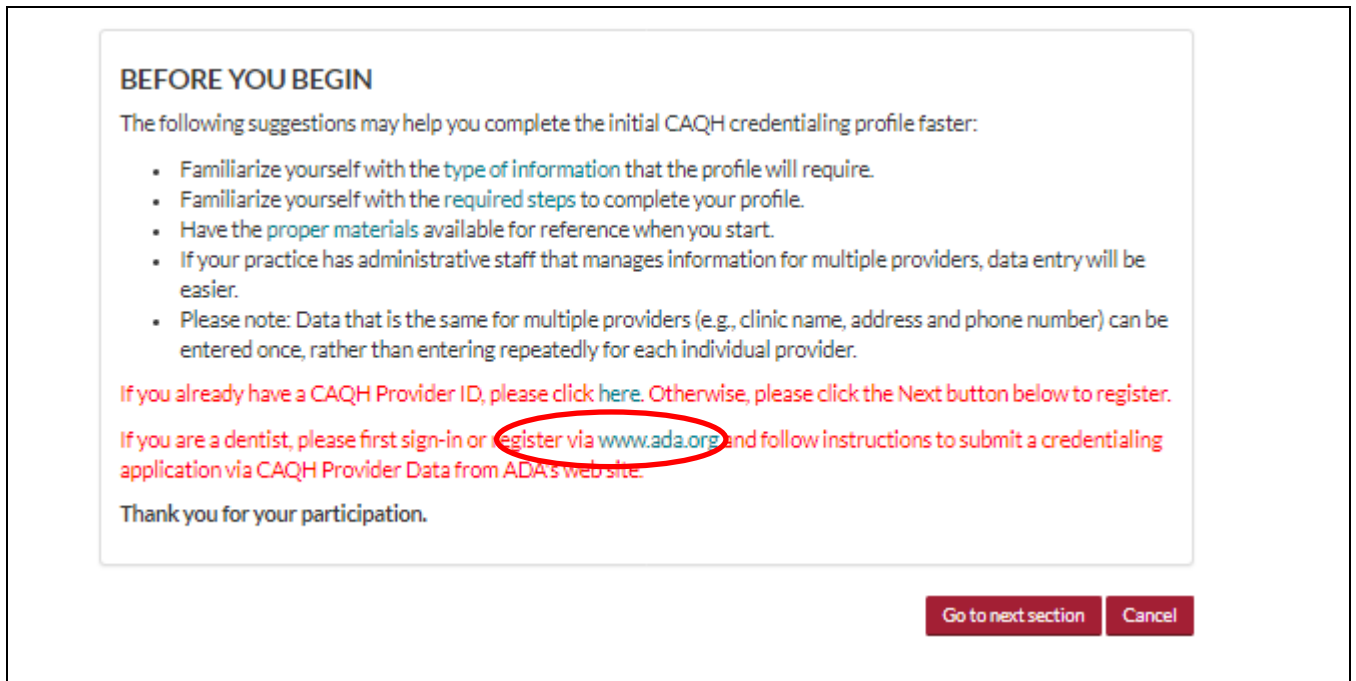 BEFORE YOU BEGIN
The following suggestions may help you complete the initial CAQH credentialing profile faster:
• Familiarize yourself with the type of information that the profile will require.
• Familiarize yourself with the required steps to complete your profile.
• Have the proper materials available for reference when you start.
• If your practice has administrative staff that manages information for multiple providers, data entry will be
easier.
• Please note: Data that is the same for multiple providers (e.g., clinic name, address and phone number) can be
entered once, rather than entering repeatedly for each individual provider.
If you already have a CAQH Provider ID, please click here. Otherwise, please click the Next button below to register.
If you are a dentist, please first sign-in or register via www.ada.org and follow instructions to submit a credentialing
application via CAQH Provider Data from ADA's web site.
Thank you for your participation.
Go to next section
Cancel